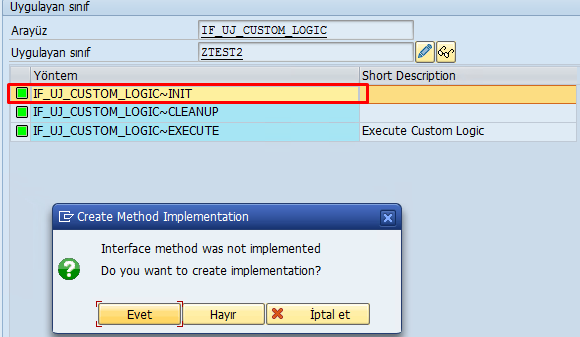 Uygulayan sınıf
Arayüz IF_UJ_CUSTOM_LOGIC
Uygulayan sınıf ZTEST2
Yöntem Short Description
IF_UJ_CUSTOM_LOGIC~INIT
IF_UJ_CUSTOM_LOGIC~CLEANUP
IF_UJ_CUSTOM_LOGIC~EXECUTE Execute Custom Logic
Create Method Implementation
Interface method was not implemented
Do you want to create implementation?
Evet Hayır İptal et